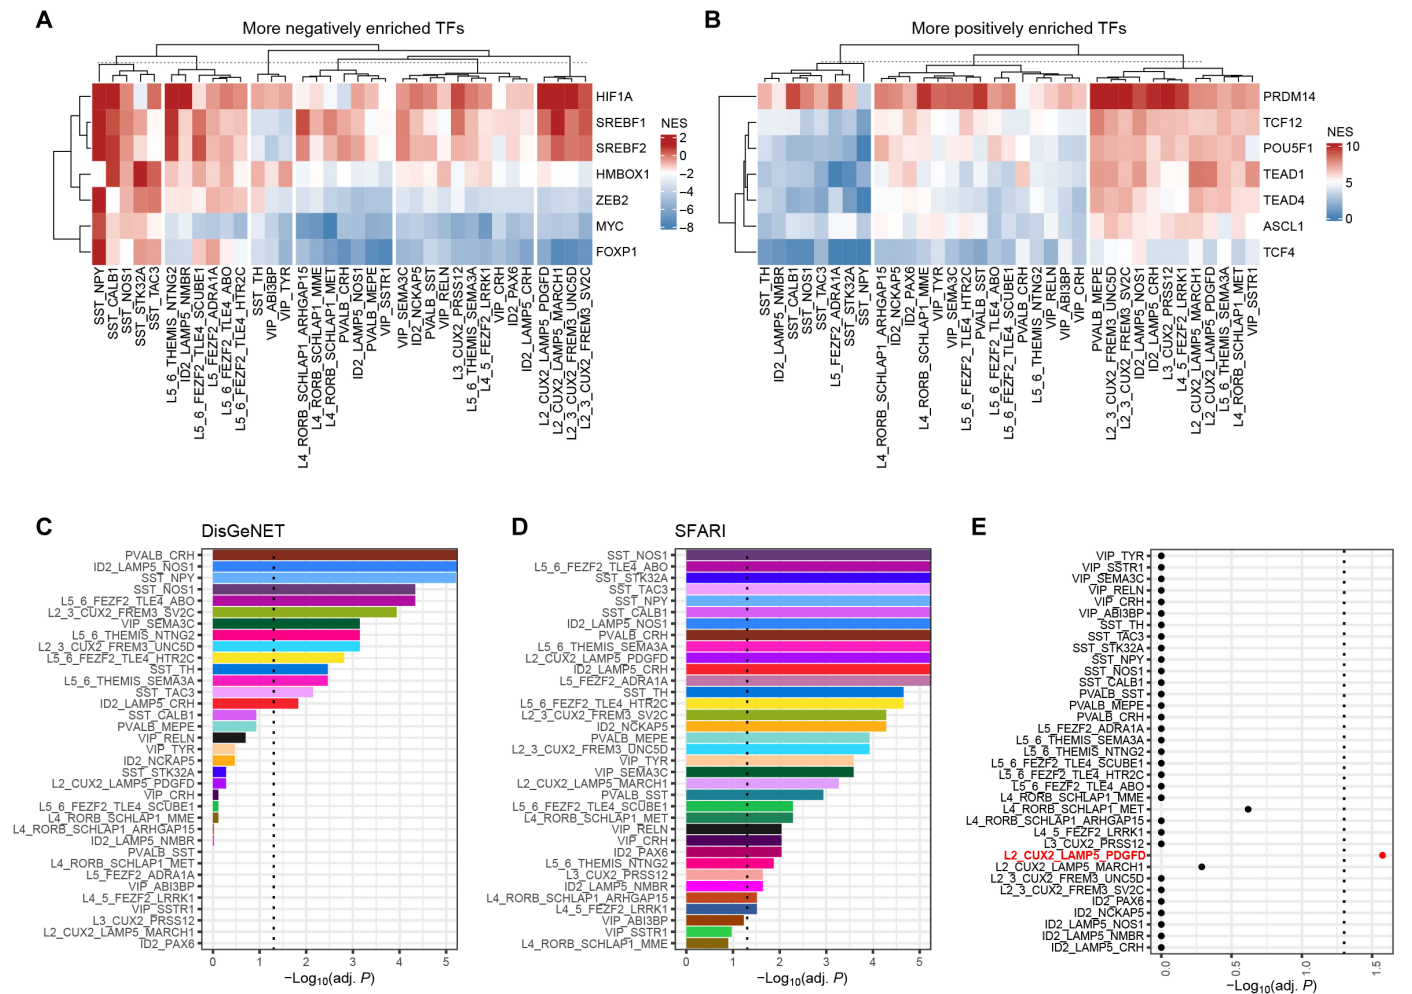 A
More negatively enriched TFs
HIF1A
SREBF1
SREBF2
HMBOX1
ZEB2
MYC
FOXP1
NES
2
0
−2
−4
−6
−8
SST_NPY
SST_CALB1
SST_NOS1
SST_STK32A
SST_TAC3
L5_6_THEMIS_NTNG2
ID2_LAMP5_NMBR
L5_6_FEZF2_TLE4_SCUBE1
L5_FEZF2_ADRA1A
L5_6_FEZF2_TLE4_ABO
L5_6_FEZF2_TLE4_HTR2C
SST_TH
VIP_ABI3BP
VIP_TYR
L4_RORB_SCHLAP1_ARHGAP15
L4_RORB_SCHLAP1_MME
L4_RORB_SCHLAP1_MET
PVALB_CRH
ID2_LAMP5_NOS1
PVALB_MEPE
VIP_SSTR1
VIP_SEMA3C
ID2_NCKAP5
PVALB_SST
VIP_RELN
L3_CUX2_PRSS12
L5_6_THEMIS_SEMA3A
L4_5_FEZF2_LRRK1
VIP_CRH
ID2_PAX6
ID2_LAMP5_CRH
L2_CUX2_LAMP5_PDGFD
L2_CUX2_LAMP5_MARCH1
L2_3_CUX2_FREM3_UNC5D
L2_3_CUX2_FREM3_SV2C
B
More positively enriched TFs
PRDM14
TCF12
POU5F1
TEAD1
TEAD4
ASCL1
TCF4
NES
10
5
0
SST_TH
ID2_LAMP5_NMBR
SST_CALB1
SST_NOS1
SST_TAC3
L5_FEZF2_ADRA1A
SST_STK32A
SST_NPY
L4_RORB_SCHLAP1_ARHGAP15
ID2_NCKAP5
ID2_PAX6
L4_RORB_SCHLAP1_MME
VIP_TYR
VIP_SEMA3C
L5_6_FEZF2_TLE4_HTR2C
PVALB_SST
L5_6_FEZF2_TLE4_ABO
L5_6_FEZF2_TLE4_SCUBE1
PVALB_CRH
L5_6_THEMIS_NTNG2
VIP_RELN
VIP_ABI3BP
VIP_CRH
PVALB_MEPE
L2_3_CUX2_FREM3_UNC5D
L2_3_CUX2_FREM3_SV2C
ID2_LAMP5_NOS1
ID2_LAMP5_CRH
L3_CUX2_PRSS12
L4_5_FEZF2_LRRK1
L2_CUX2_LAMP5_MARCH1
L2_CUX2_LAMP5_PDGFD
L5_6_THEMIS_SEMA3A
L4_RORB_SCHLAP1_MET
VIP_SSTR1
C
DisGeNET
PVALB_CRH
ID2_LAMP5_NOS1
SST_NPY
SST_NOS1
L5_6_FEZF2_TLE4_ABO
L2_3_CUX2_FREM3_SV2C
VIP_SEMA3C
L5_6_THEMIS_NTNG2
L2_3_CUX2_FREM3_UNC5D
L5_6_FEZF2_TLE4_HTR2C
SST_TH
L5_6_THEMIS_SEMA3A
SST_TAC3
ID2_LAMP5_CRH
SST_CALB1
PVALB_MEPE
VIP_RELN
VIP_TYR
ID2_NCKAP5
SST_STK32A
L2_CUX2_LAMP5_PDGFD
VIP_CRH
L5_6_FEZF2_TLE4_SCUBE1
L4_RORB_SCHLAP1_MME
L4_RORB_SCHLAP1_ARHGAP15
ID2_LAMP5_NMBR
PVALB_SST
L4_RORB_SCHLAP1_MET
L5_FEZF2_ADRA1A
VIP_ABI3BP
L4_5_FEZF2_LRRK1
VIP_SSTR1
L3_CUX2_PRSS12
L2_CUX2_LAMP5_MARCH1
ID2_PAX6
0 1 2 3 4 5
−Log10(adj. P)
D
SFARI
SST_NOS1
L5_6_FEZF2_TLE4_ABO
SST_STK32A
SST_TAC3
SST_NPY
SST_CALB1
ID2_LAMP5_NOS1
PVALB_CRH
L5_6_THEMIS_SEMA3A
L2_CUX2_LAMP5_PDGFD
ID2_LAMP5_CRH
L5_FEZF2_ADRA1A
SST_TH
L5_6_FEZF2_TLE4_HTR2C
L2_3_CUX2_FREM3_SV2C
ID2_NCKAP5
PVALB_MEPE
L2_3_CUX2_FREM3_UNC5D
VIP_TYR
VIP_SEMA3C
L2_CUX2_LAMP5_MARCH1
PVALB_SST
L5_6_FEZF2_TLE4_SCUBE1
L4_RORB_SCHLAP1_MET
VIP_RELN
VIP_CRH
ID2_PAX6
L5_6_THEMIS_NTNG2
L3_CUX2_PRSS12
ID2_LAMP5_NMBR
L4_RORB_SCHLAP1_ARHGAP15
L4_5_FEZF2_LRRK1
VIP_ABI3BP
VIP_SSTR1
L4_RORB_SCHLAP1_MME
0 1 2 3 4 5
−Log10(adj. P)
E
VIP_TYR
VIP_SSTR1
VIP_SEMA3C
VIP_RELN
VIP_CRH
VIP_ABI3BP
SST_TH
SST_TAC3
SST_STK32A
SST_NPY
SST_NOS1
SST_CALB1
PVALB_SST
PVALB_MEPE
PVALB_CRH
L5_FEZF2_ADRA1A
L5_6_THEMIS_SEMA3A
L5_6_THEMIS_NTNG2
L5_6_FEZF2_TLE4_SCUBE1
L5_6_FEZF2_TLE4_HTR2C
L5_6_FEZF2_TLE4_ABO
L4_RORB_SCHLAP1_MME
L4_RORB_SCHLAP1_MET
L4_RORB_SCHLAP1_ARHGAP15
L4_5_FEZF2_LRRK1
L3_CUX2_PRSS12
L2_CUX2_LAMP5_PDGFD
L2_CUX2_LAMP5_MARCH1
L2_3_CUX2_FREM3_UNC5D
L2_3_CUX2_FREM3_SV2C
ID2_PAX6
ID2_NCKAP5
ID2_LAMP5_NOS1
ID2_LAMP5_NMBR
ID2_LAMP5_CRH
0.0 0.5 1.0 1.5
−Log10(adj. P)